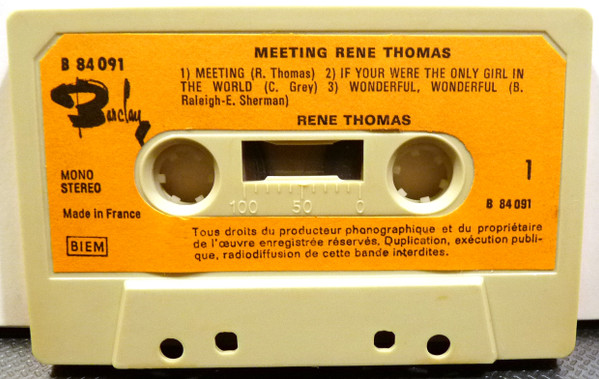 MEETING RENE THOMAS
B 84 091
1) MEETING (R. Thomas) 2) IF YOUR WERE THE ONLY GIRL IN
THE WORLD (C. Grey) 3) WONDERFUL, WONDERFUL (B.
Raleigh-E. Sherman)
Barclay
RENE THOMAS
MONO
STEREO
1
100 50 0
B 84 091
Made in France
BIEM
Tous droits du producteur phonographique et du propriétaire
de l'œuvre enregistrée réservés, Duplication, exécution publi-
que, radiodiffusion de cette bande interdites.